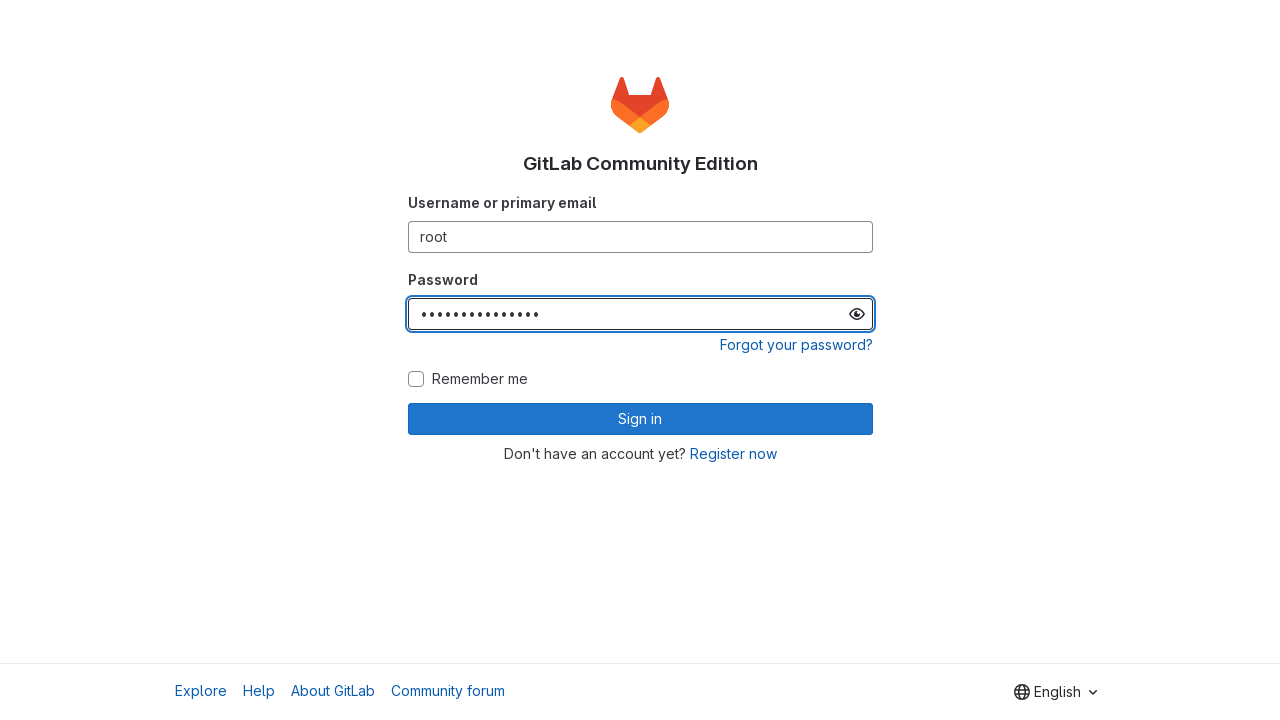 GitLab Community Edition
Username or primary email
root
Password
•••••••••••••••
Forgot your password?
Remember me
Sign in
Don't have an account yet? Register now
Explore Help About GitLab Community forum English